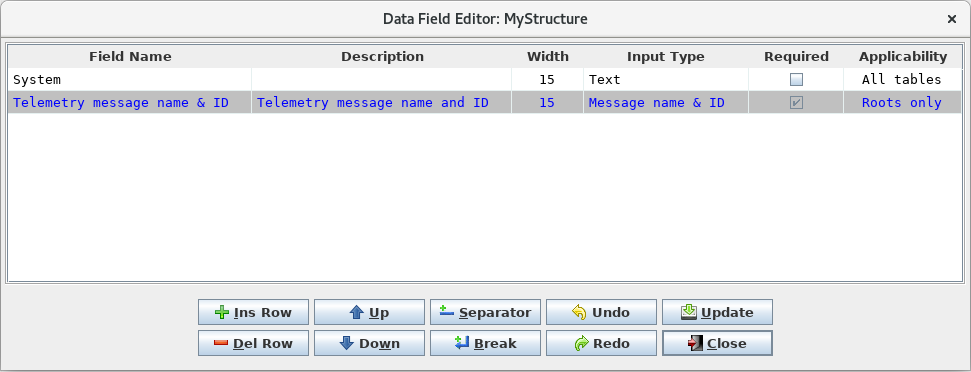 Data Field Editor: MyStructure
Field Name Description Width Input Type Required Applicability
System 15 Text All tables
Telemetry message name & ID Telemetry message name and ID 15 Message name & ID Roots only
Ins Row Up Separator Undo Update
Del Row Down Break Redo Close